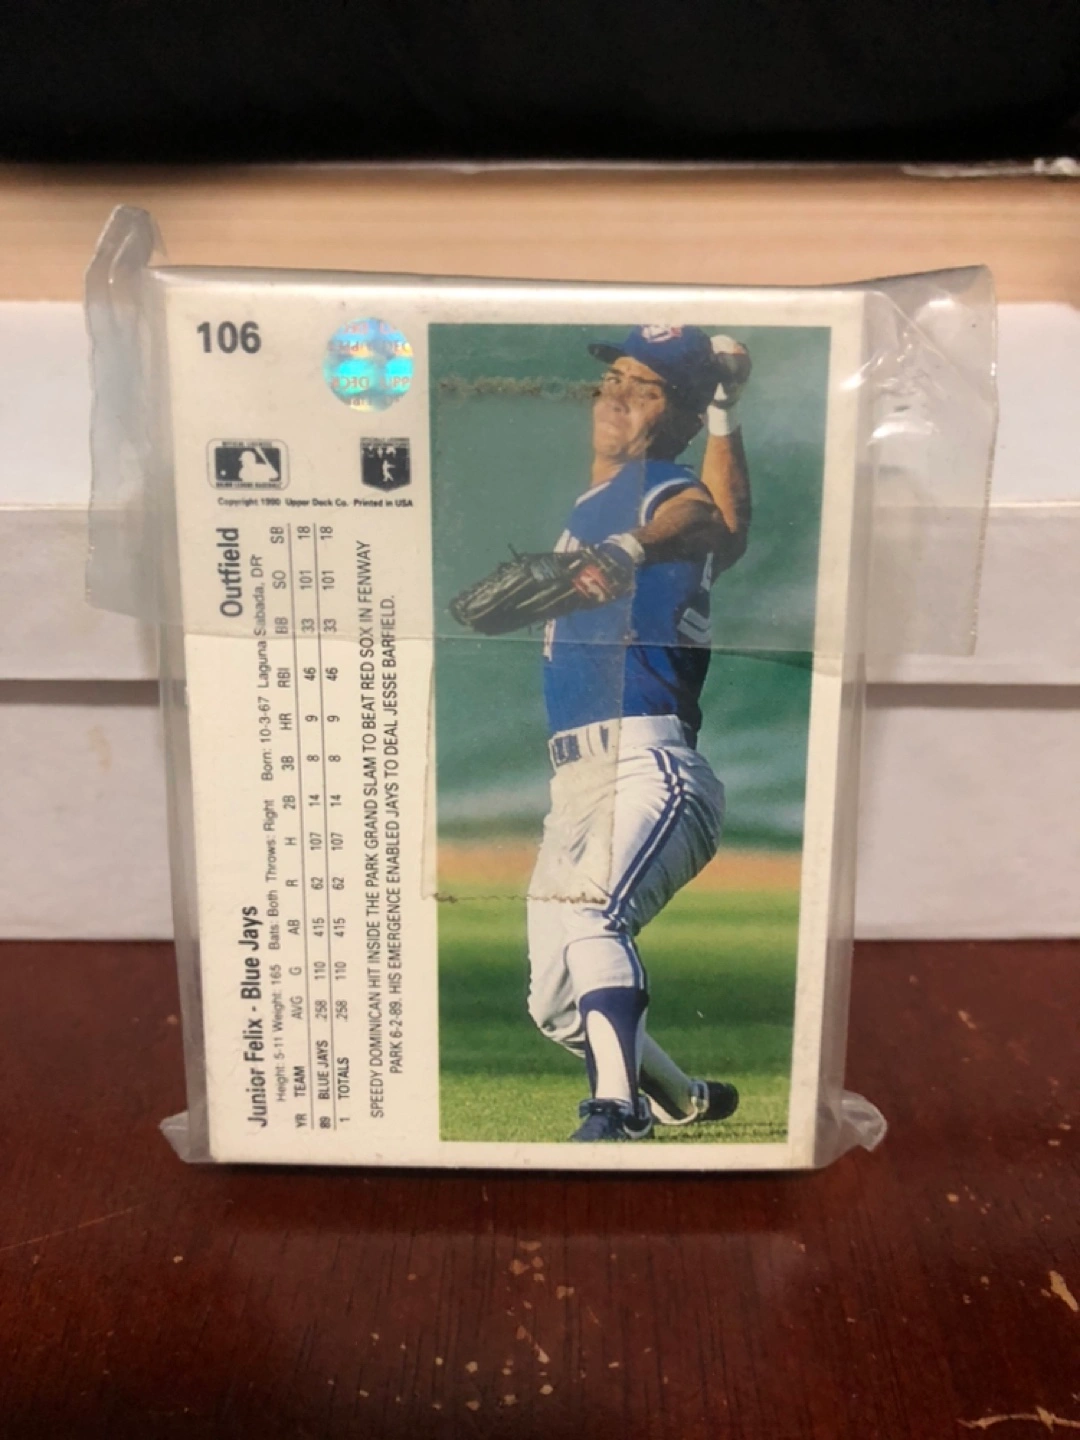 106
Copyright 1990 Upper Deck Co. Printed in USA
Junior Felix - Blue Jays Outfield
Height: 5-11 Weight: 165 Bats: Both Throws: Right Born: 10-3-67 Laguna Sabada, DR
YR TEAM AVG G AB R H 2B 3B HR RBI BB SO SB
89 BLUE JAYS .258 110 415 62 107 14 8 9 46 33 101 18
1 TOTALS .258 110 415 62 107 14 8 9 46 33 101 18
SPEEDY DOMINICAN HIT INSIDE THE PARK GRAND SLAM TO BEAT RED SOX IN FENWAY
PARK 6-2-89. HIS EMERGENCE ENABLED JAYS TO DEAL JESSE BARFIELD.